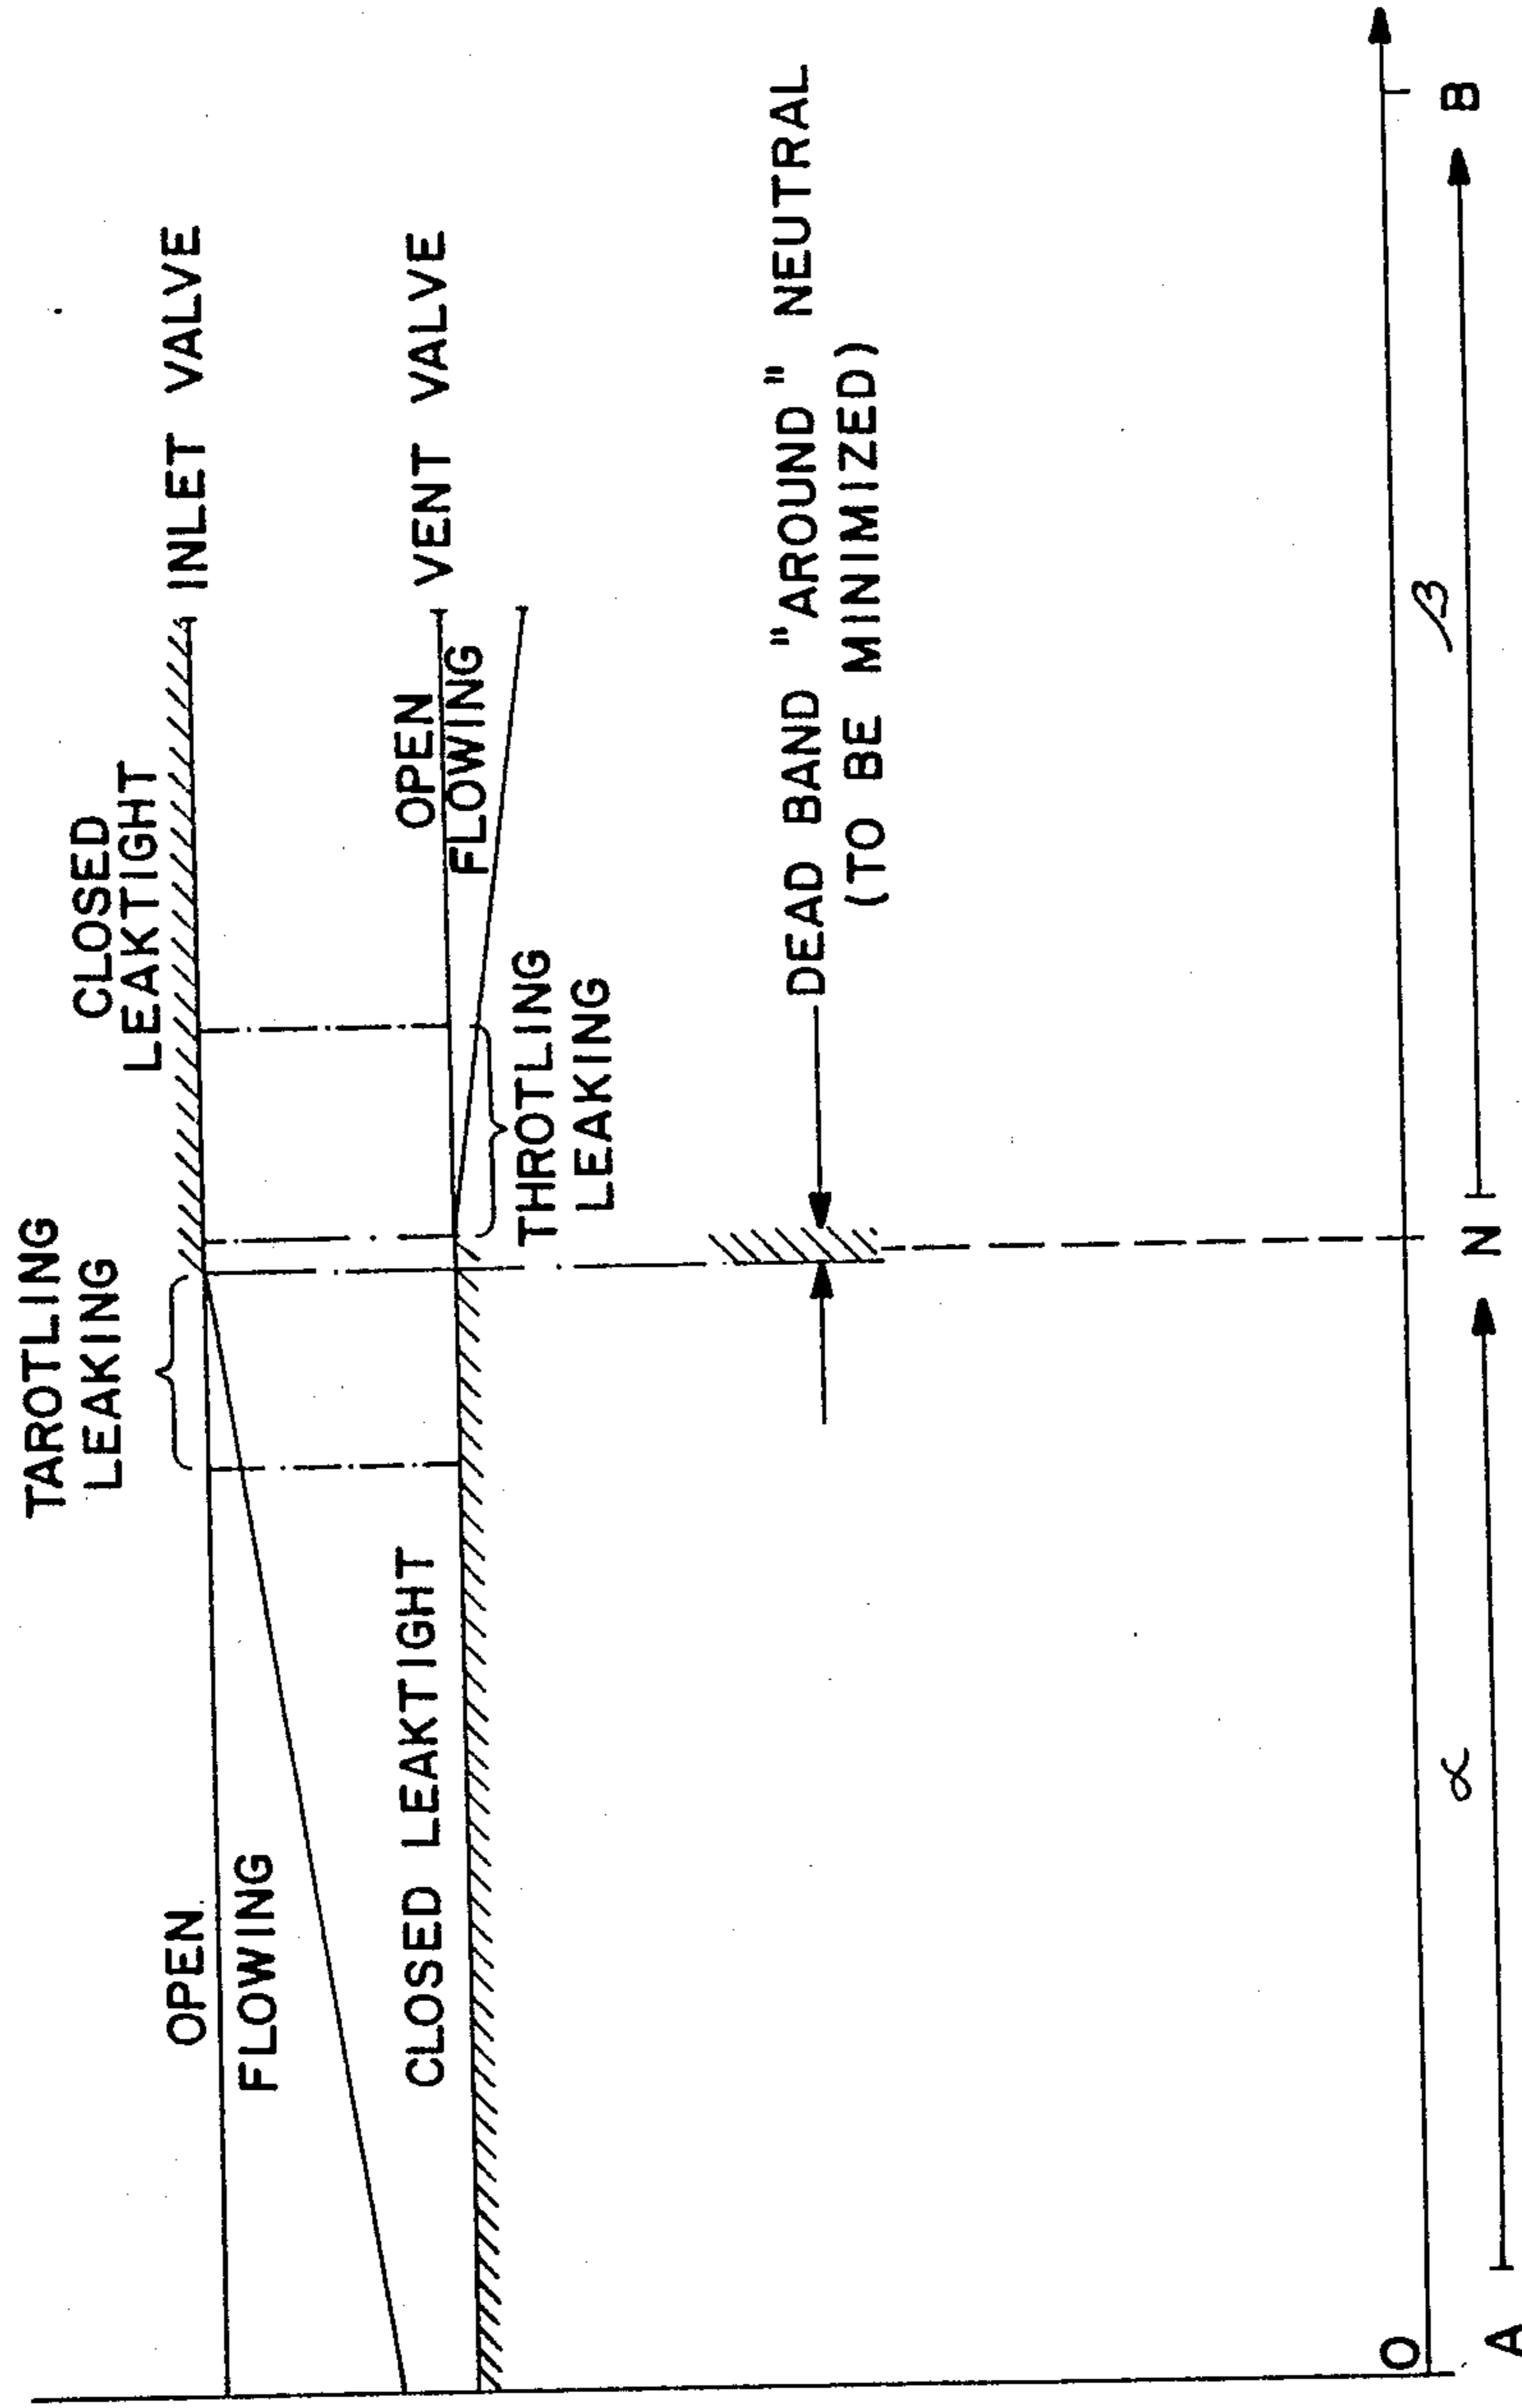 TAROTLING
LEAKING
CLOSED
LEAKTIGHT
INLET VALVE
OPEN
FLOWING
OPEN
FLOWING
VENT VALVE
CLOSED LEAKTIGHT
THROTLING
LEAKING
DEAD BAND "AROUND" NEUTRAL
(TO BE MINIMIZED)
O
α
β
A
N
B